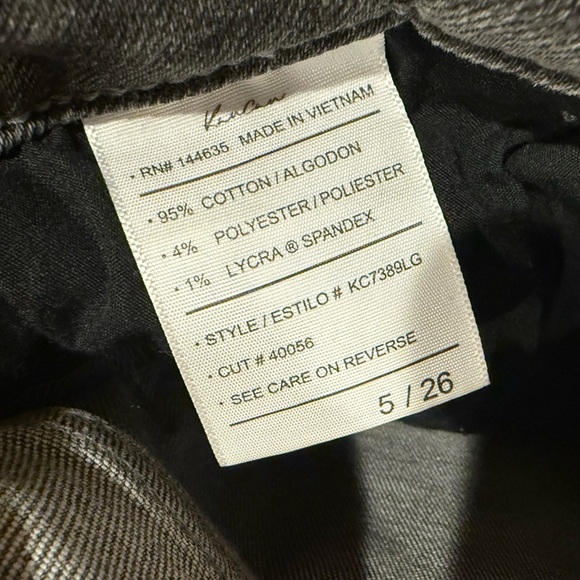 KanCan
• RN# 144635 MADE IN VIETNAM
• 95% COTTON / ALGODON
• 4% POLYESTER / POLIESTER
• 1% LYCRA ® SPANDEX
• STYLE / ESTILO # KC7389LG
• CUT # 40056
• SEE CARE ON REVERSE
5 / 26